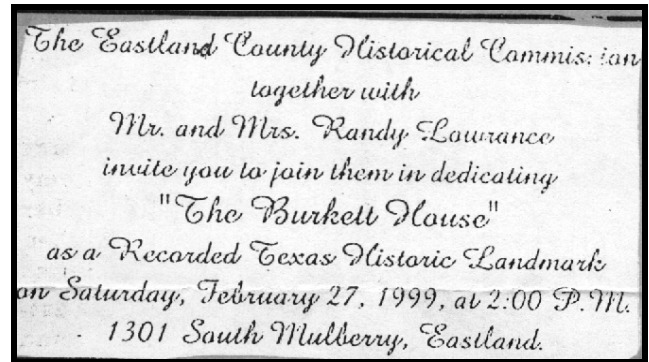 The Eastland County Historical Commission
together with
Mr. and Mrs. Randy Lowrance
invite you to join them in dedicating
"The Burkett House"
as a Recorded Texas Historic Landmark
on Saturday, February 27, 1999, at 2:00 P.M.
1301 South Mulberry, Eastland.